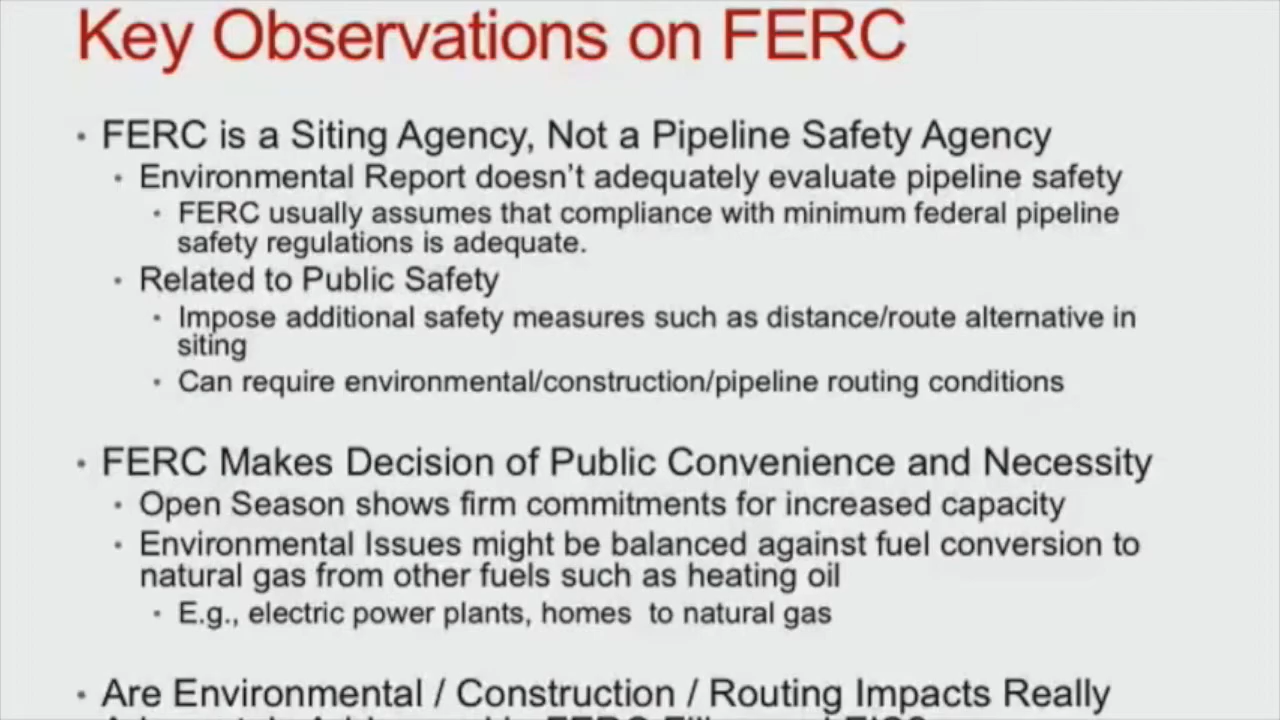 Key Observations on FERC
• FERC is a Siting Agency, Not a Pipeline Safety Agency
• Environmental Report doesn't adequately evaluate pipeline safety
• FERC usually assumes that compliance with minimum federal pipeline
safety regulations is adequate.
• Related to Public Safety
• Impose additional safety measures such as distance/route alternative in
siting
• Can require environmental/construction/pipeline routing conditions
• FERC Makes Decision of Public Convenience and Necessity
• Open Season shows firm commitments for increased capacity
• Environmental Issues might be balanced against fuel conversion to
natural gas from other fuels such as heating oil
• E.g., electric power plants, homes to natural gas
• Are Environmental / Construction / Routing Impacts Really